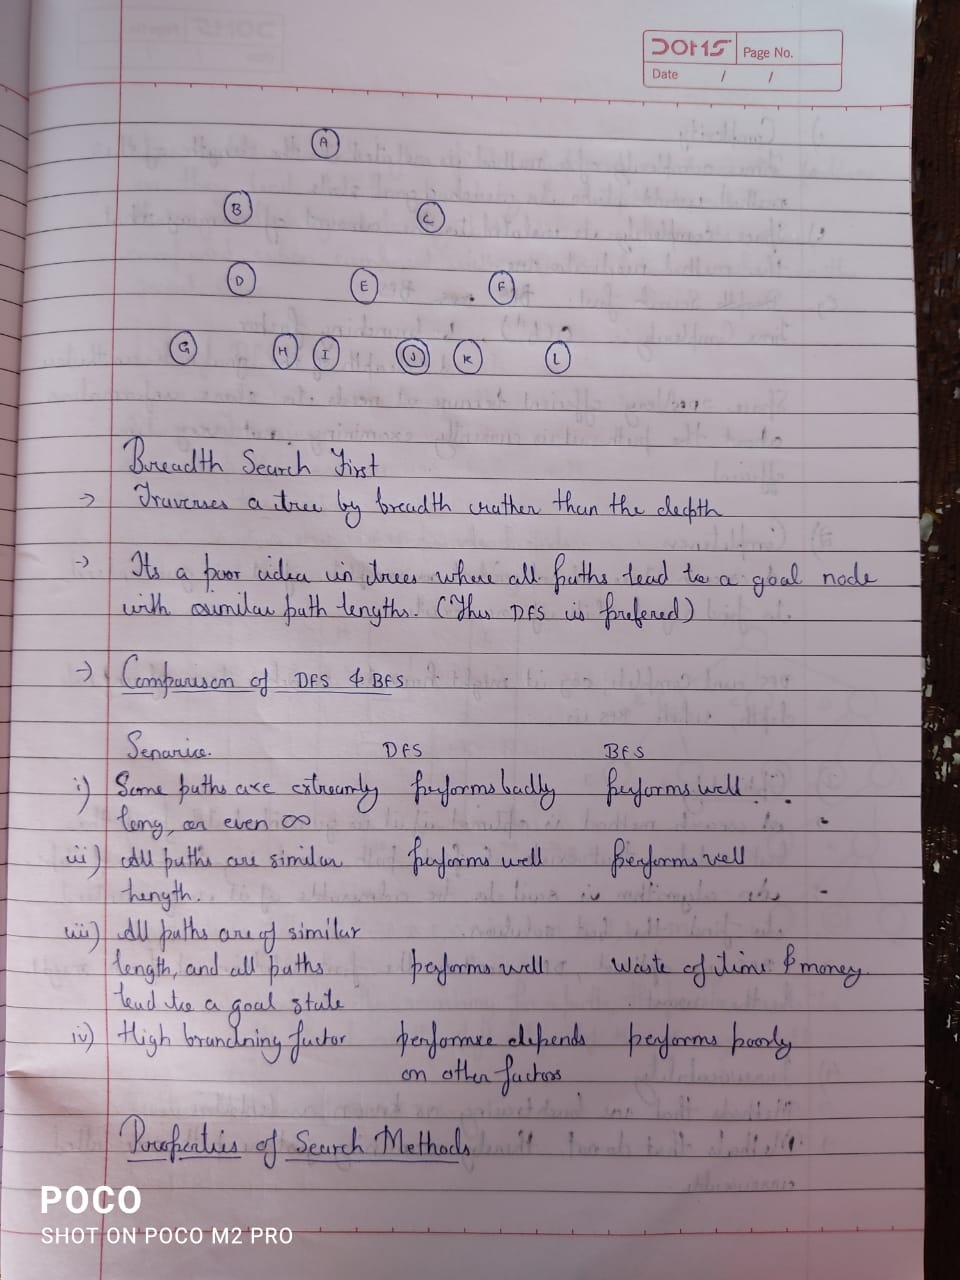 DOMS Page No.
Date / /
A
B C
D E F
G H I J K L
Breadth Search First
-> Traverses a tree by breadth rather than the depth
-> Its a poor idea in trees where all paths lead to a goal node
with similar path lengths. (This DFS is prefered)
-> Comparison of DFS & BFS
Senarios. DFS BFS
i) Some paths are extreamly performs badly performs well
long, or even ∞
ii) All paths are similar performs well performs well
length.
iii) All paths are of similar
length, and all paths performs well Waste of time & money
lead to a goal state
iv) High branching factor depends performs poorly
on other factors
Properties of Search Methods
POCO
SHOT ON POCO M2 PRO